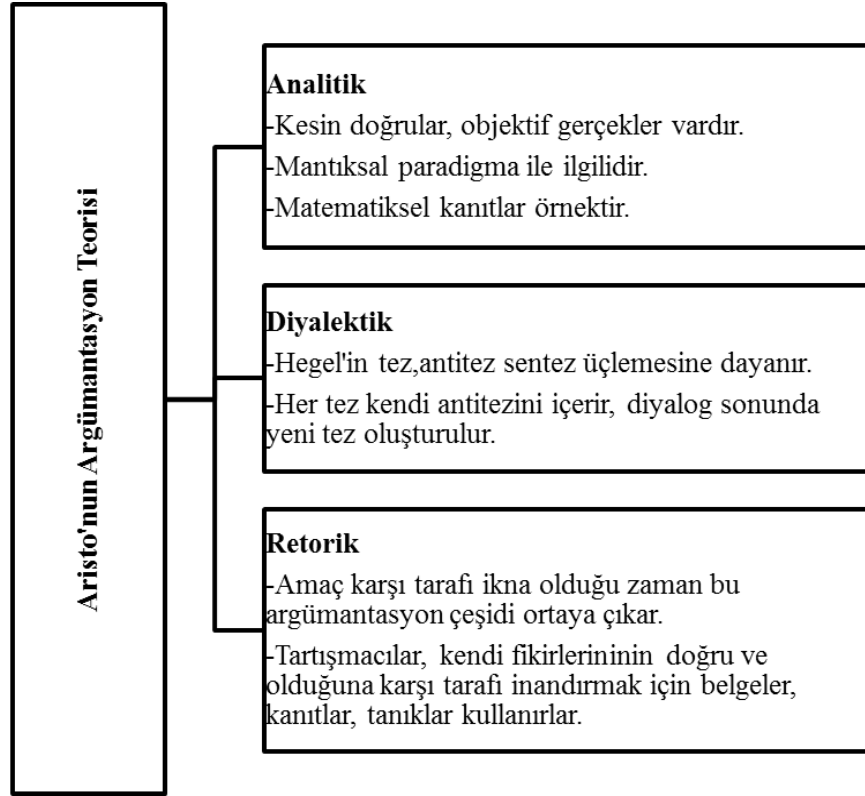 Aristo'nun Argümantasyon Teorisi
Analitik
-Kesin doğrular, objektif gerçekler vardır.
-Mantıksal paradigma ile ilgilidir.
-Matematiksel kanıtlar örnektir.
Diyalektik
-Hegel'in tez,antitez sentez üçlemesine dayanır.
-Her tez kendi antitezini içerir, diyalog sonunda
yeni tez oluşturulur.
Retorik
-Amaç karşı tarafı ikna olduğu zaman bu
argümantasyon çeşidi ortaya çıkar.
-Tartışmacılar, kendi fikirlerininin doğru ve
olduğuna karşı tarafı inandırmak için belgeler,
kanıtlar, tanıklar kullanırlar.